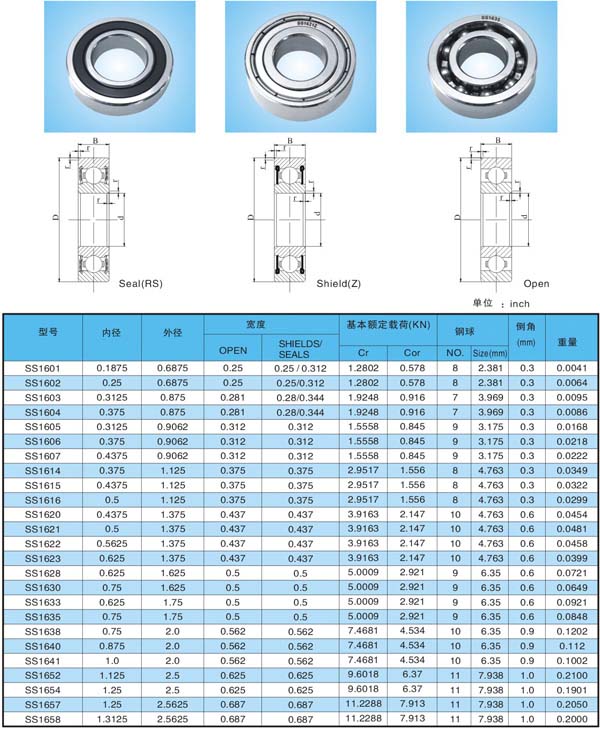 SS16212
SS1635
B
r
r
D
d
r
r
Seal(RS)
B
r
r
D
d
r
r
Shield(Z)
B
r
r
D
d
r
r
Open
单位：inch
型号 内径 外径 宽度 基本额定载荷(KN) 钢球 倒角(mm) 重量
OPEN SHIELDS/SEALS Cr Cor NO. Size(mm)
SS1601 0.1875 0.6875 0.25 0.25 / 0.312 1.2802 0.578 8 2.381 0.3 0.0041
SS1602 0.25 0.6875 0.25 0.25/0.312 1.2802 0.578 8 2.381 0.3 0.0064
SS1603 0.3125 0.875 0.281 0.28/0.344 1.9248 0.916 7 3.969 0.3 0.0095
SS1604 0.375 0.875 0.281 0.28/0.344 1.9248 0.916 7 3.969 0.3 0.0086
SS1605 0.3125 0.9062 0.312 0.312 1.5558 0.845 9 3.175 0.3 0.0168
SS1606 0.375 0.9062 0.312 0.312 1.5558 0.845 9 3.175 0.3 0.0218
SS1607 0.4375 0.9062 0.312 0.312 1.5558 0.845 9 3.175 0.3 0.0222
SS1614 0.375 1.125 0.375 0.375 2.9517 1.556 8 4.763 0.3 0.0349
SS1615 0.4375 1.125 0.375 0.375 2.9517 1.556 8 4.763 0.3 0.0322
SS1616 0.5 1.125 0.375 0.375 2.9517 1.556 8 4.763 0.3 0.0299
SS1620 0.4375 1.375 0.437 0.437 3.9163 2.147 10 4.763 0.6 0.0454
SS1621 0.5 1.375 0.437 0.437 3.9163 2.147 10 4.763 0.6 0.0481
SS1622 0.5625 1.375 0.437 0.437 3.9163 2.147 10 4.763 0.6 0.0458
SS1623 0.625 1.375 0.437 0.437 3.9163 2.147 10 4.763 0.6 0.0399
SS1628 0.625 1.625 0.5 0.5 5.0009 2.921 9 6.35 0.6 0.0721
SS1630 0.75 1.625 0.5 0.5 5.0009 2.921 9 6.35 0.6 0.0649
SS1633 0.625 1.75 0.5 0.5 5.0009 2.921 9 6.35 0.6 0.0921
SS1635 0.75 1.75 0.5 0.5 5.0009 2.921 9 6.35 0.6 0.0848
SS1638 0.75 2.0 0.562 0.562 7.4681 4.534 10 6.35 0.9 0.1202
SS1640 0.875 2.0 0.562 0.562 7.4681 4.534 10 6.35 0.9 0.112
SS1641 1.0 2.0 0.562 0.562 7.4681 4.534 10 6.35 0.9 0.1002
SS1652 1.125 2.5 0.625 0.625 9.6018 6.37 11 7.938 1.0 0.2100
SS1654 1.25 2.5 0.625 0.625 9.6018 6.37 11 7.938 1.0 0.1901
SS1657 1.25 2.5625 0.687 0.687 11.2288 7.913 11 7.938 1.0 0.2050
SS1658 1.3125 2.5625 0.687 0.687 11.2288 7.913 11 7.938 1.0 0.2000